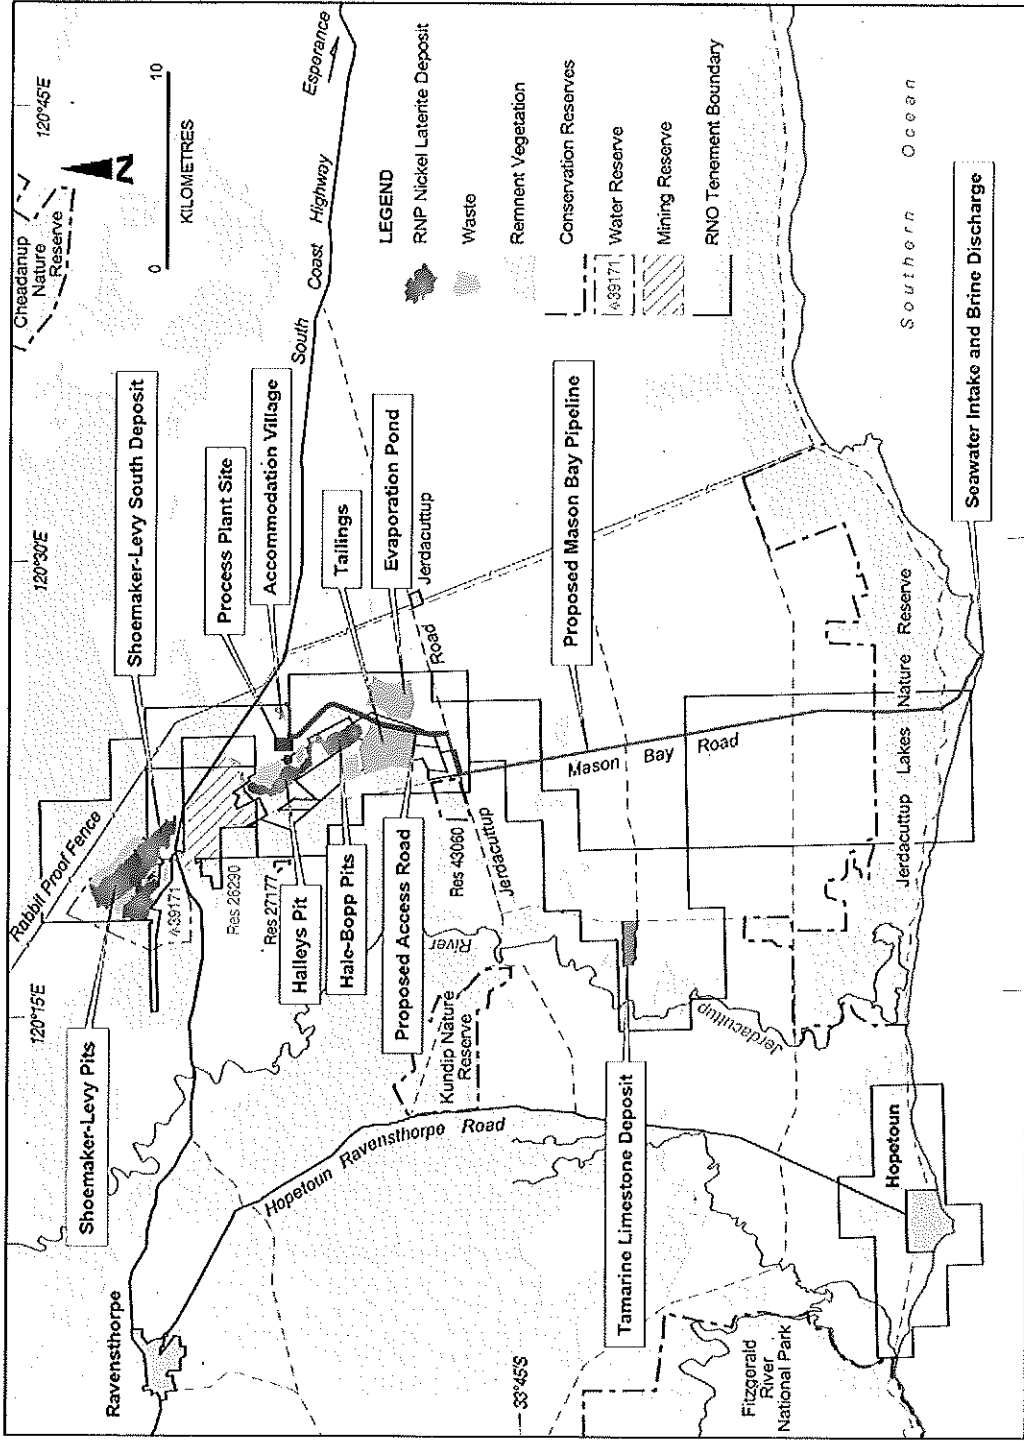 Cheadanup
Nature
Reserve
120°45'E
120°30'E
120°15'E
33°45'S
0 10
KILOMETRES
N
Esperance
South Coast Highway
LEGEND
RNP Nickel Laterite Deposit
Waste
Remnent Vegetation
Conservation Reserves
A39171
Water Reserve
Mining Reserve
RNO Tenement Boundary
Shoemaker-Levy South Deposit
Process Plant Site
Accommodation Village
Tailings
Evaporation Pond
Jerdacuttup
Road
Proposed Mason Bay Pipeline
Seawater Intake and Brine Discharge
Southern Ocean
Rabbit Proof Fence
A39171
Res 26290
Res 27177
Res 43060
Jerdacuttup
Mason Bay Road
Shoemaker-Levy Pits
Halleys Pit
Hale-Bopp Pits
Proposed Access Road
River
Kundip Nature
Reserve
Jerdacuttup
Jerdacuttup Lakes Nature Reserve
Tamarine Limestone Deposit
Hopetoun Ravensthorpe Road
Ravensthorpe
Hopetoun
Fitzgerald
River
National Park